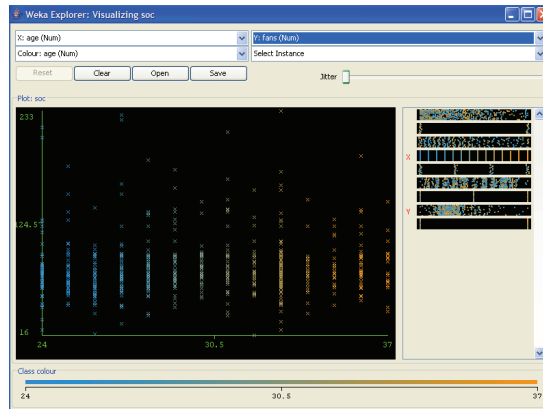 Weka Explorer: Visualizing soc
X: age (Num)
Y: fans (Num)
Colour: age (Num)
Select Instance
Reset
Clear
Open
Save
Jitter
Plot: soc
233
124.5
16
24
30.5
37
X
Y
Class colour
24
30.5
37